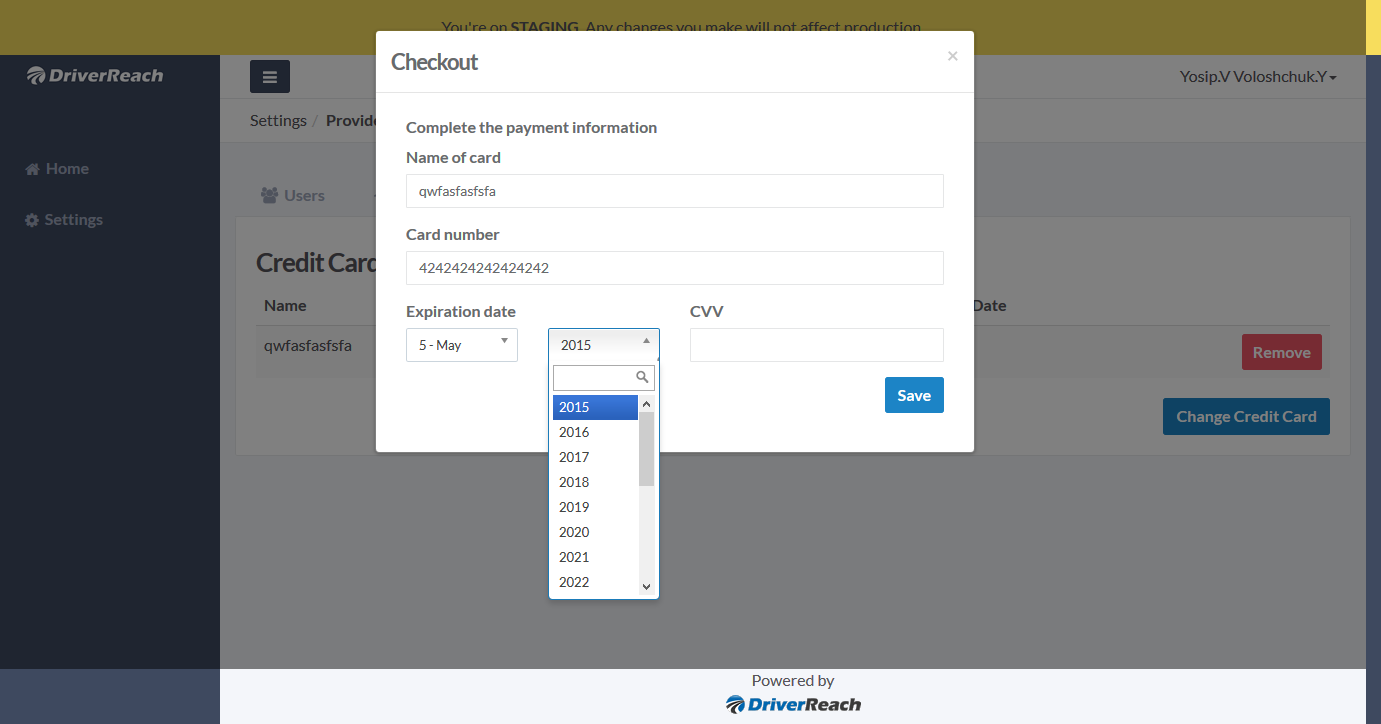 You're on STAGING. Any changes you make will not affect production.
DriverReach
Yosip.V Voloshchuk.Y
Settings / Provide
Home
Settings
Users
Credit Card
Name
Date
qwfasfasfsfa
Remove
Change Credit Card
Checkout
×
Complete the payment information
Name of card
qwfasfasfsfa
Card number
4242424242424242
Expiration date
CVV
5 - May
2015
2015
2016
2017
2018
2019
2020
2021
2022
Save
Powered by
DriverReach